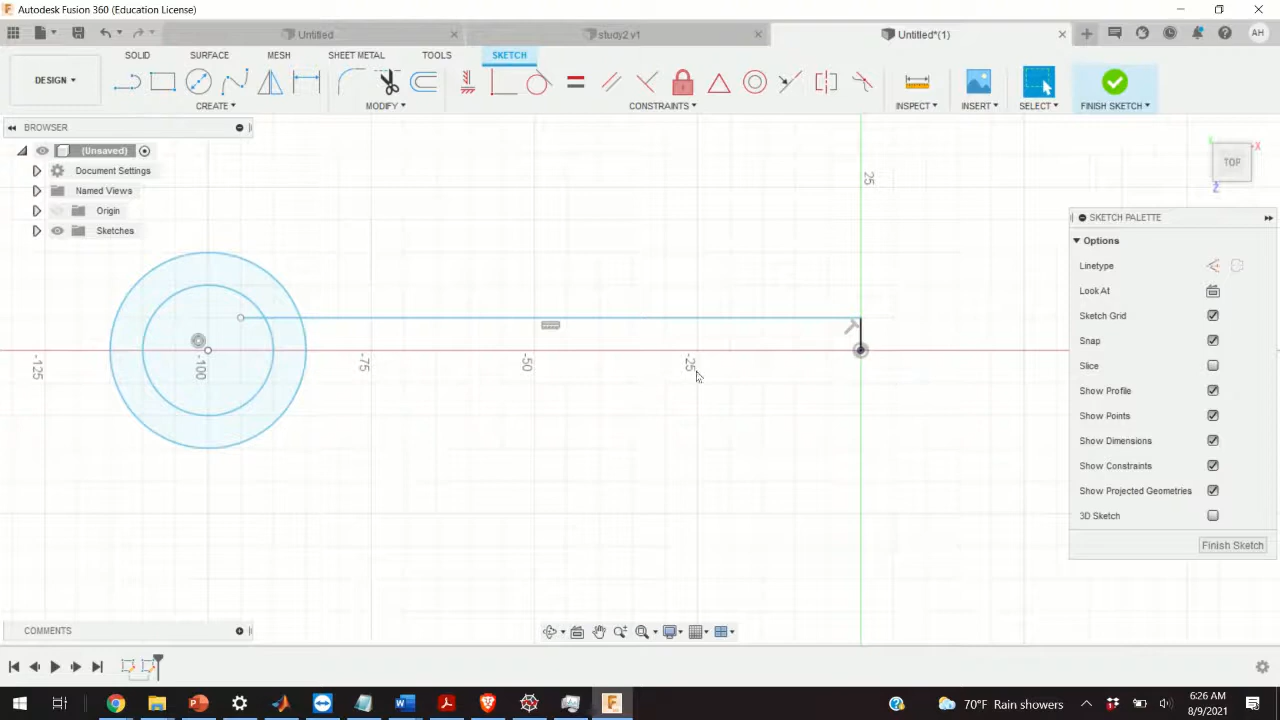 Autodesk Fusion 360 (Education License)
Untitled
study2 v1
Untitled*(1)
AH
SOLID
SURFACE
MESH
SHEET METAL
TOOLS
SKETCH
DESIGN
CREATE
MODIFY
CONSTRAINTS
INSPECT
INSERT
SELECT
FINISH SKETCH
BROWSER
(Unsaved)
Document Settings
Named Views
Origin
Sketches
25
TOP
X
Z
SKETCH PALETTE
Options
Linetype
Look At
Sketch Grid
Snap
Slice
Show Profile
Show Points
Show Dimensions
Show Constraints
Show Projected Geometries
3D Sketch
Finish Sketch
-125
-100
-75
-50
-25
COMMENTS
70°F Rain showers
6:26 AM
8/9/2021